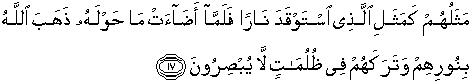 مَثَلُهُمْ كَمَثَلِ ٱلَّذِى ٱسْتَوْقَدَ نَارًا فَلَمَّآ أَضَآءَتْ مَا حَوْلَهُۥ ذَهَبَ ٱللَّهُ
بِنُورِهِمْ وَتَرَكَهُمْ فِى ظُلُمَـٰتٍ لَّا يُبْصِرُونَ ١٧